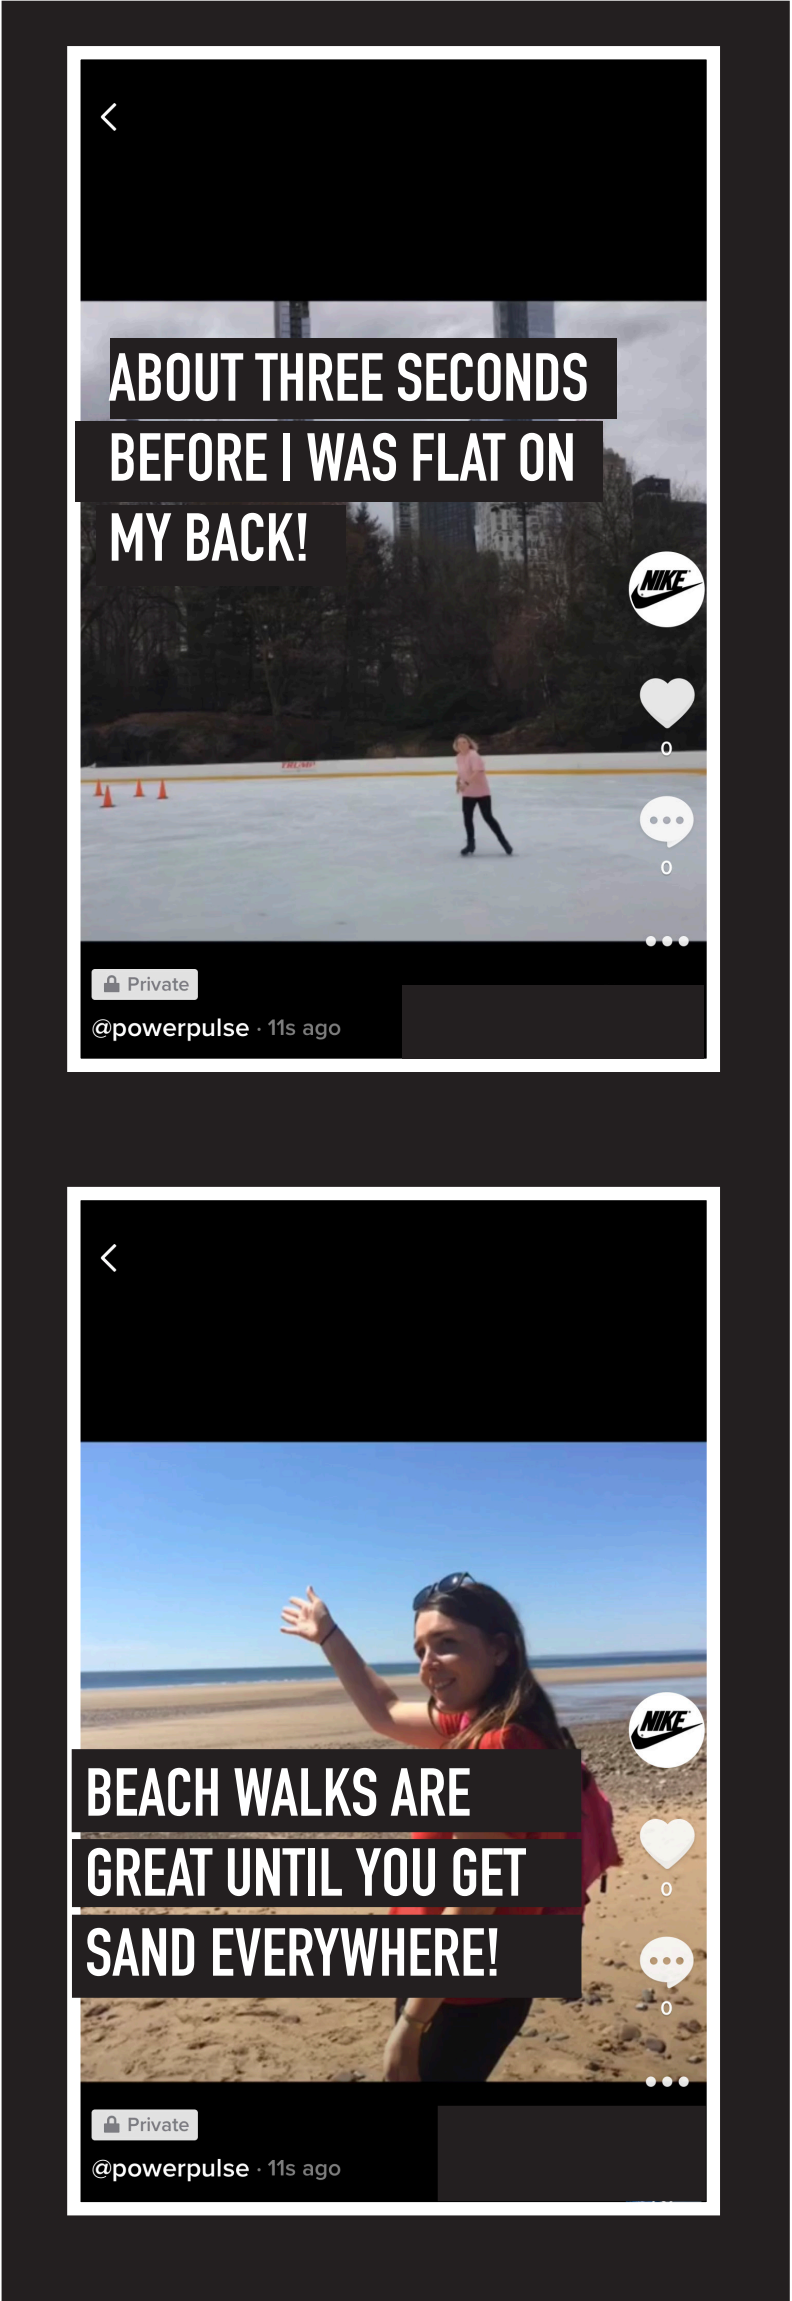 ABOUT THREE SECONDS
BEFORE I WAS FLAT ON
MY BACK!
NIKE
0
TRUMP
0
Private
@powerpulse · 11s ago
NIKE
BEACH WALKS ARE
GREAT UNTIL YOU GET
SAND EVERYWHERE!
0
0
Private
@powerpulse · 11s ago